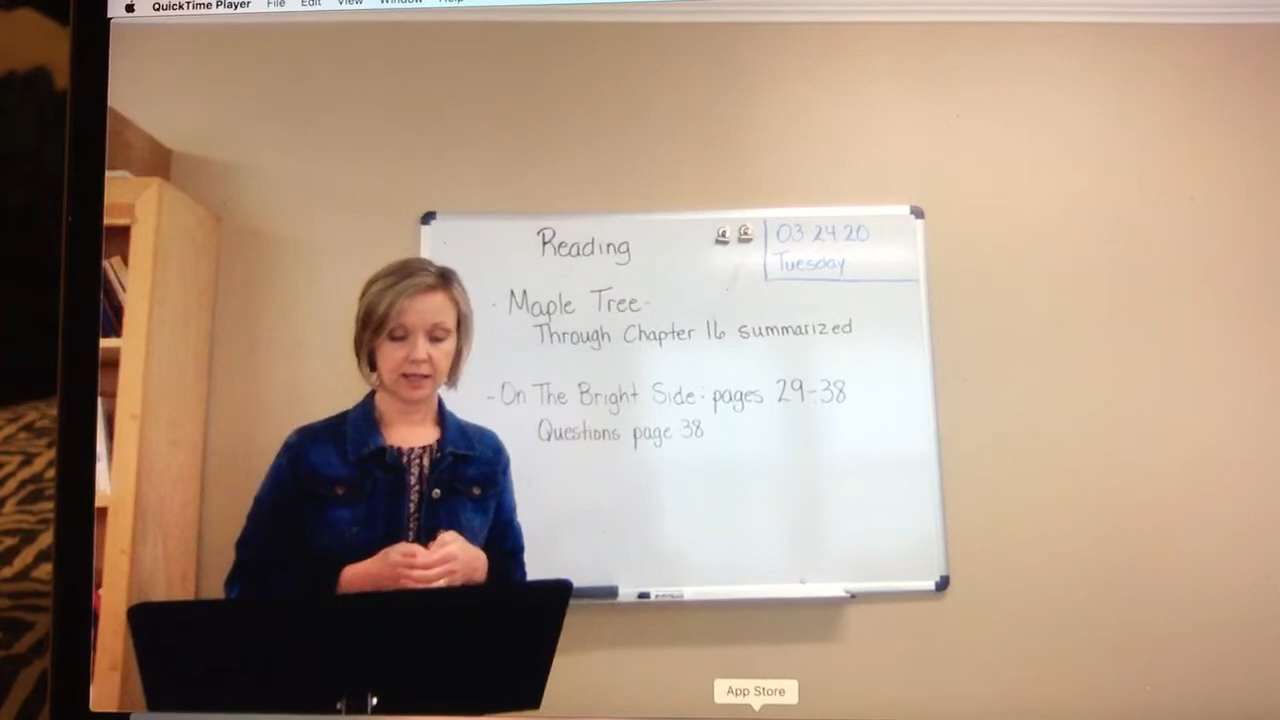 QuickTime Player File Edit View Window Help
Reading
03 24 20
Tuesday
- Maple Tree-
Through Chapter 16 summarized
- On The Bright Side: pages 29-38
Questions page 38
App Store